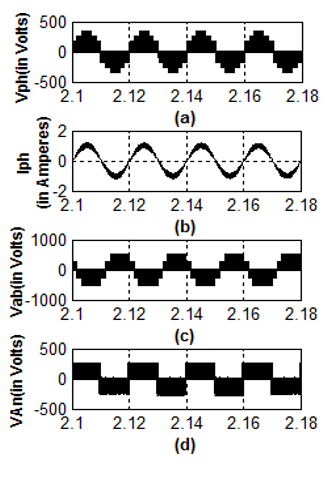 Vph(in Volts)
500
0
-500
2.1 2.12 2.14 2.16 2.18
(a)
Iph
(in Amperes)
2
0
-2
2.1 2.12 2.14 2.16 2.18
(b)
Vab(in Volts)
1000
0
-1000
2.1 2.12 2.14 2.16 2.18
(c)
VAn(in Volts)
500
0
-500
2.1 2.12 2.14 2.16 2.18
(d)